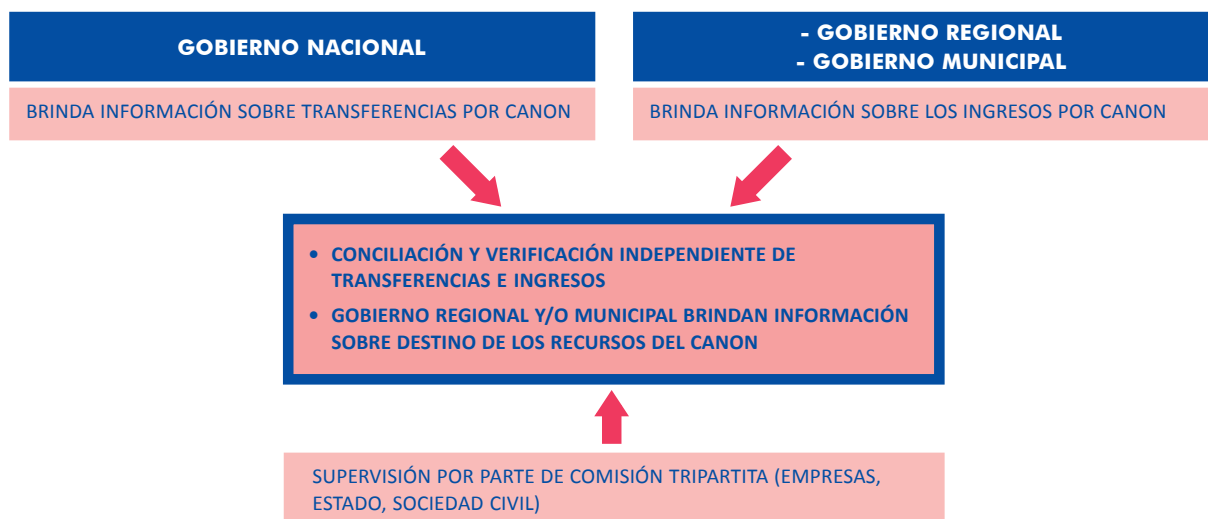 GOBIERNO NACIONAL
BRINDA INFORMACIÓN SOBRE TRANSFERENCIAS POR CANON
- GOBIERNO REGIONAL
- GOBIERNO MUNICIPAL
BRINDA INFORMACIÓN SOBRE LOS INGRESOS POR CANON
• CONCILIACIÓN Y VERIFICACIÓN INDEPENDIENTE DE
TRANSFERENCIAS E INGRESOS
• GOBIERNO REGIONAL Y/O MUNICIPAL BRINDAN INFORMACIÓN
SOBRE DESTINO DE LOS RECURSOS DEL CANON
SUPERVISIÓN POR PARTE DE COMISIÓN TRIPARTITA (EMPRESAS,
ESTADO, SOCIEDAD CIVIL)